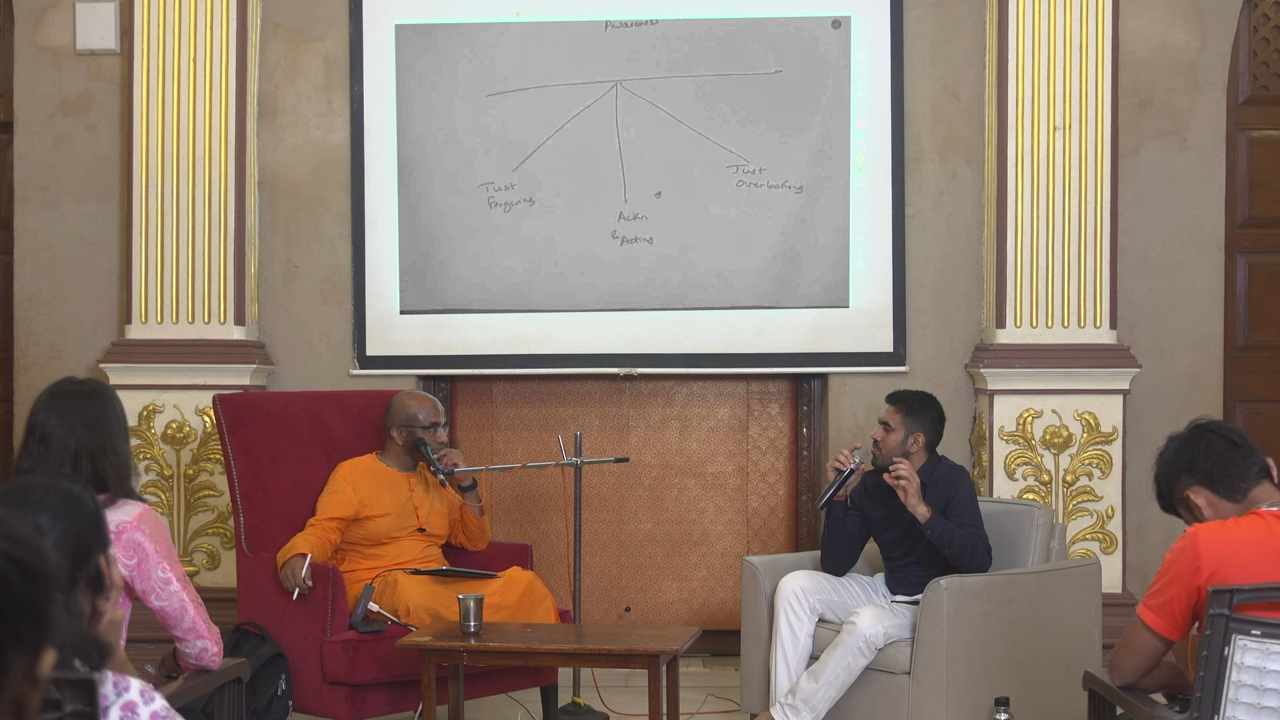 Awareness
Just
forgiving
Just
Overlooking
Ackn
& Acting